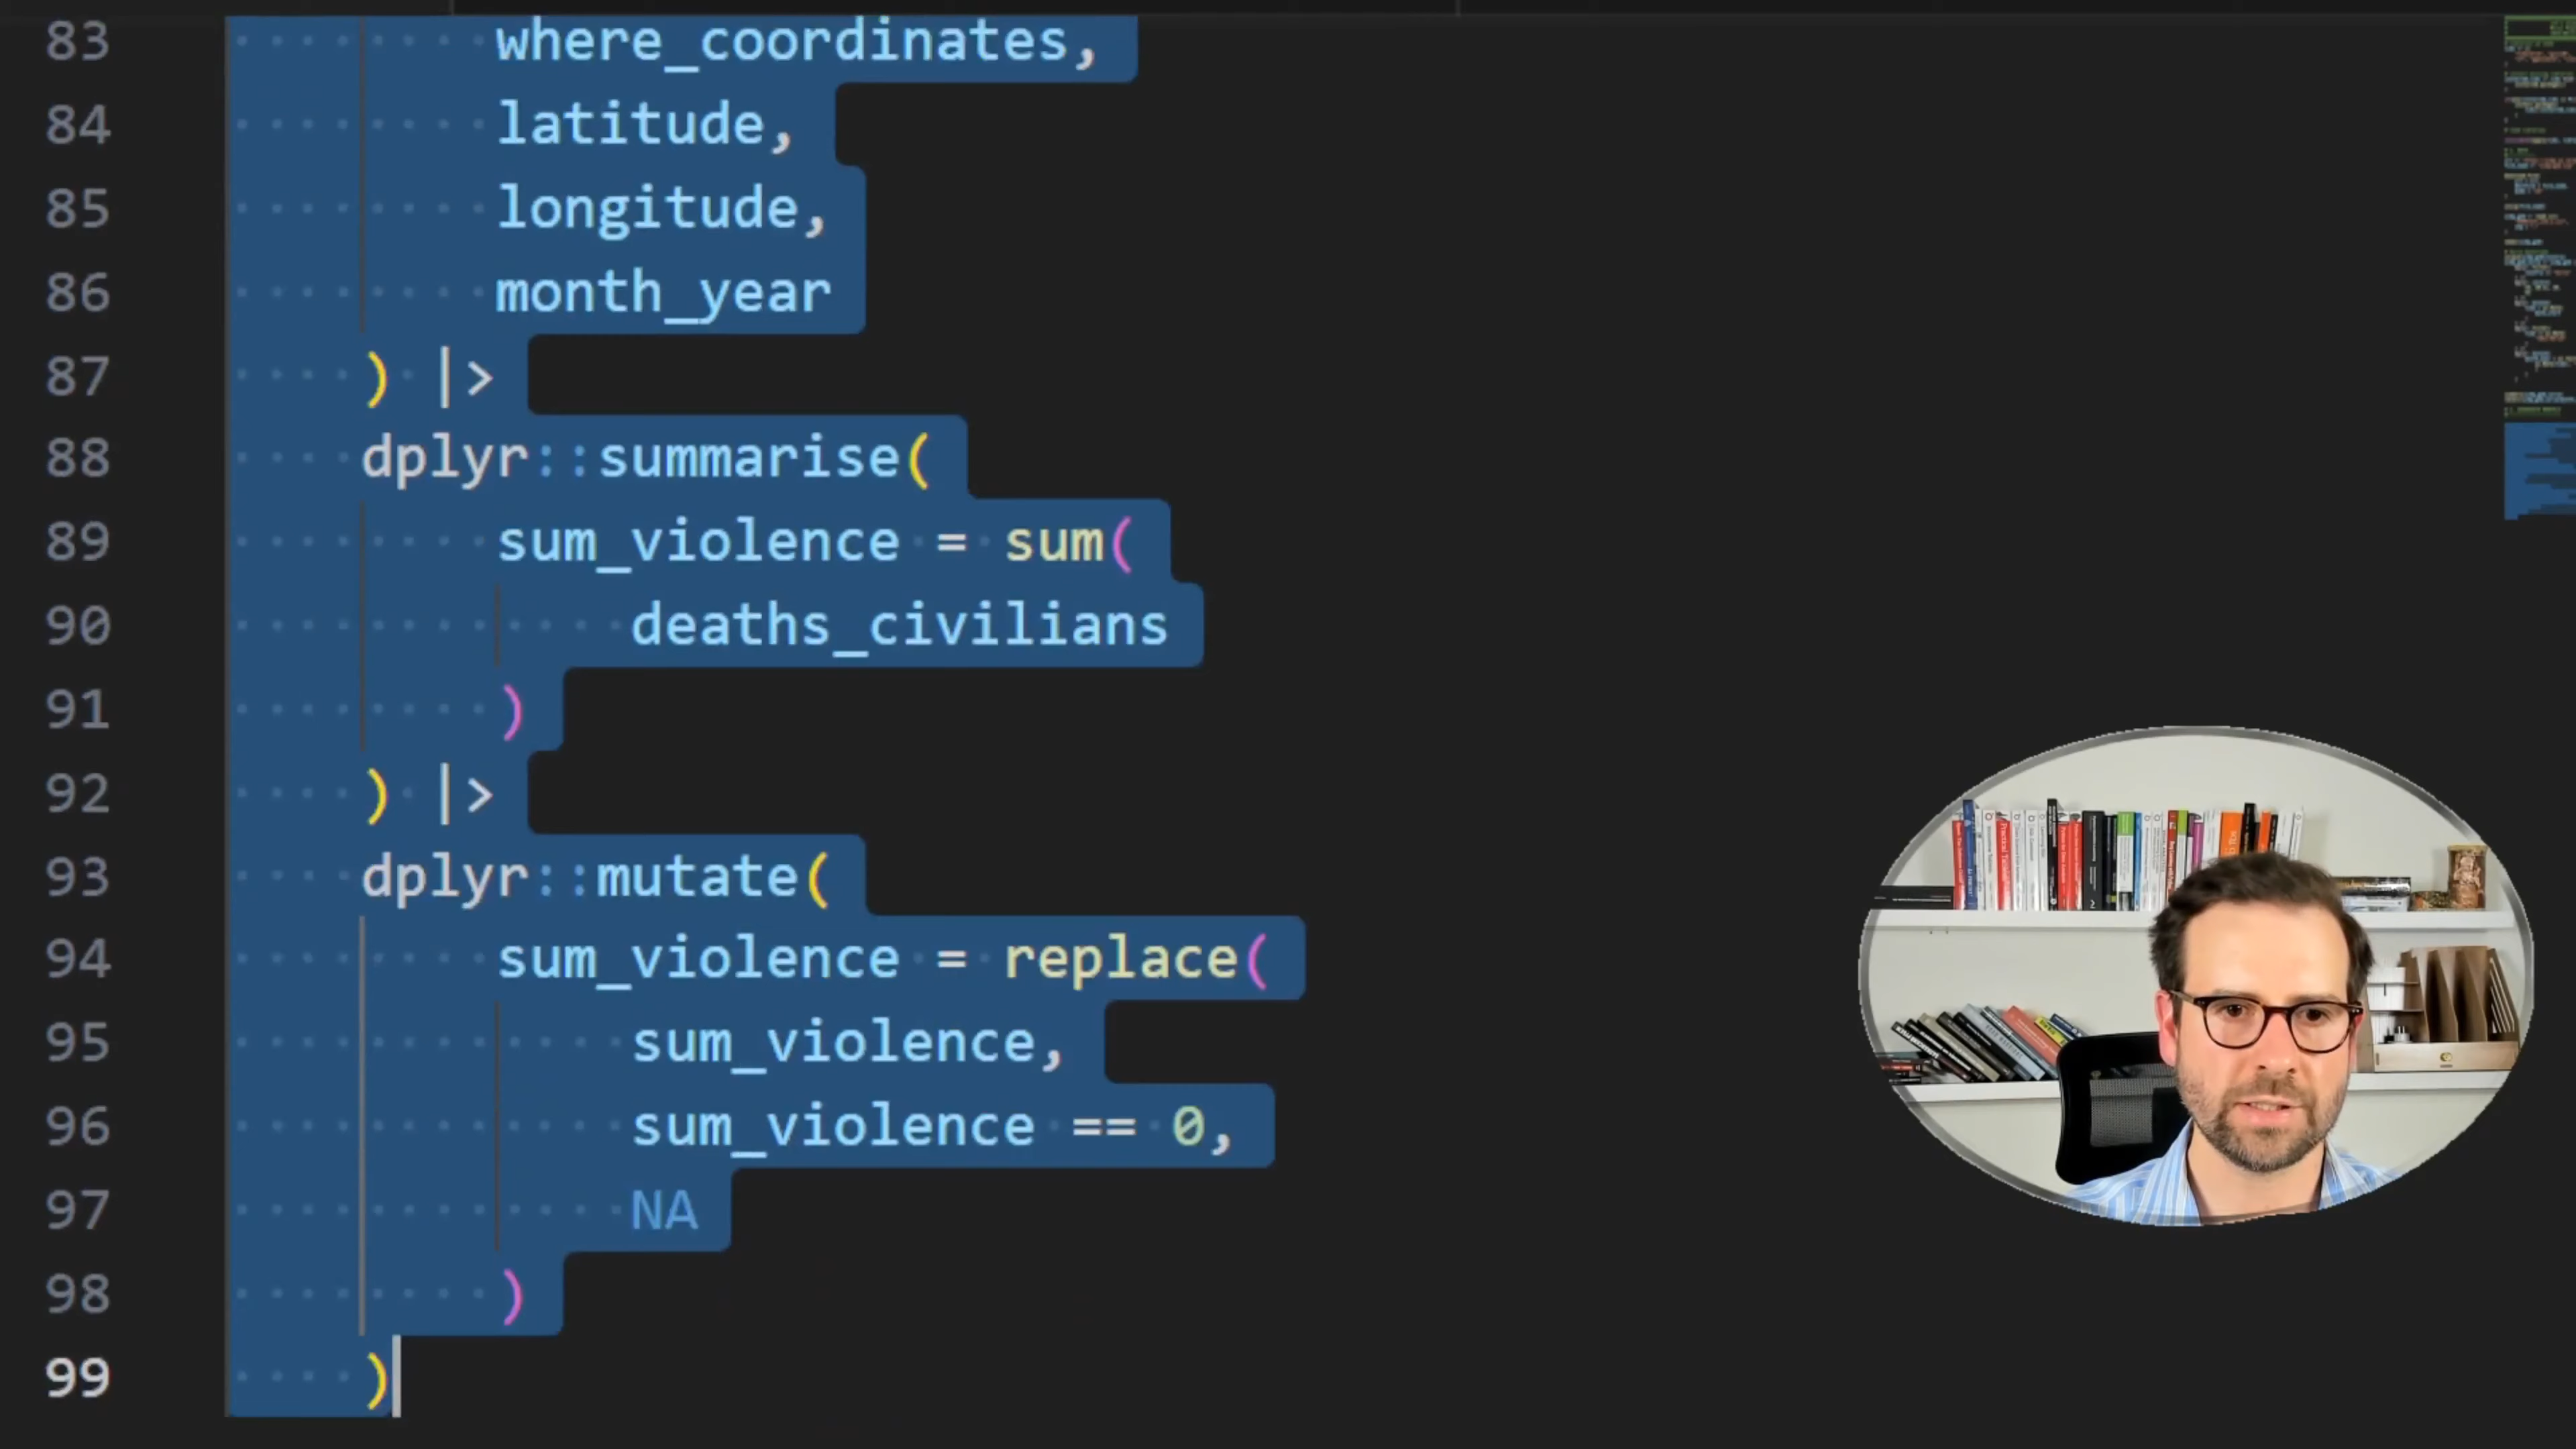 83 where_coordinates,
84 latitude,
85 longitude,
86 month_year
87 ) |>
88 dplyr::summarise(
89 sum_violence = sum(
90 deaths_civilians
91 )
92 ) |>
93 dplyr::mutate(
94 sum_violence = replace(
95 sum_violence,
96 sum_violence == 0,
97 NA
98 )
99 )